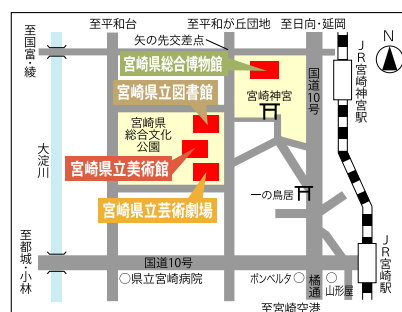 至平和台
至平和が丘団地
至日向・延岡
至国富・綾
矢の先交差点
N
宮崎県総合博物館
国道10号
JR宮崎神宮駅
宮崎県立図書館
宮崎神宮
宮崎県
総合文化
公園
大淀川
宮崎県立美術館
一の鳥居
宮崎県立芸術劇場
至都城・小林
国道10号
JR宮崎駅
○県立宮崎病院
ボンベルタ○
橘通
○山形屋
至宮崎空港